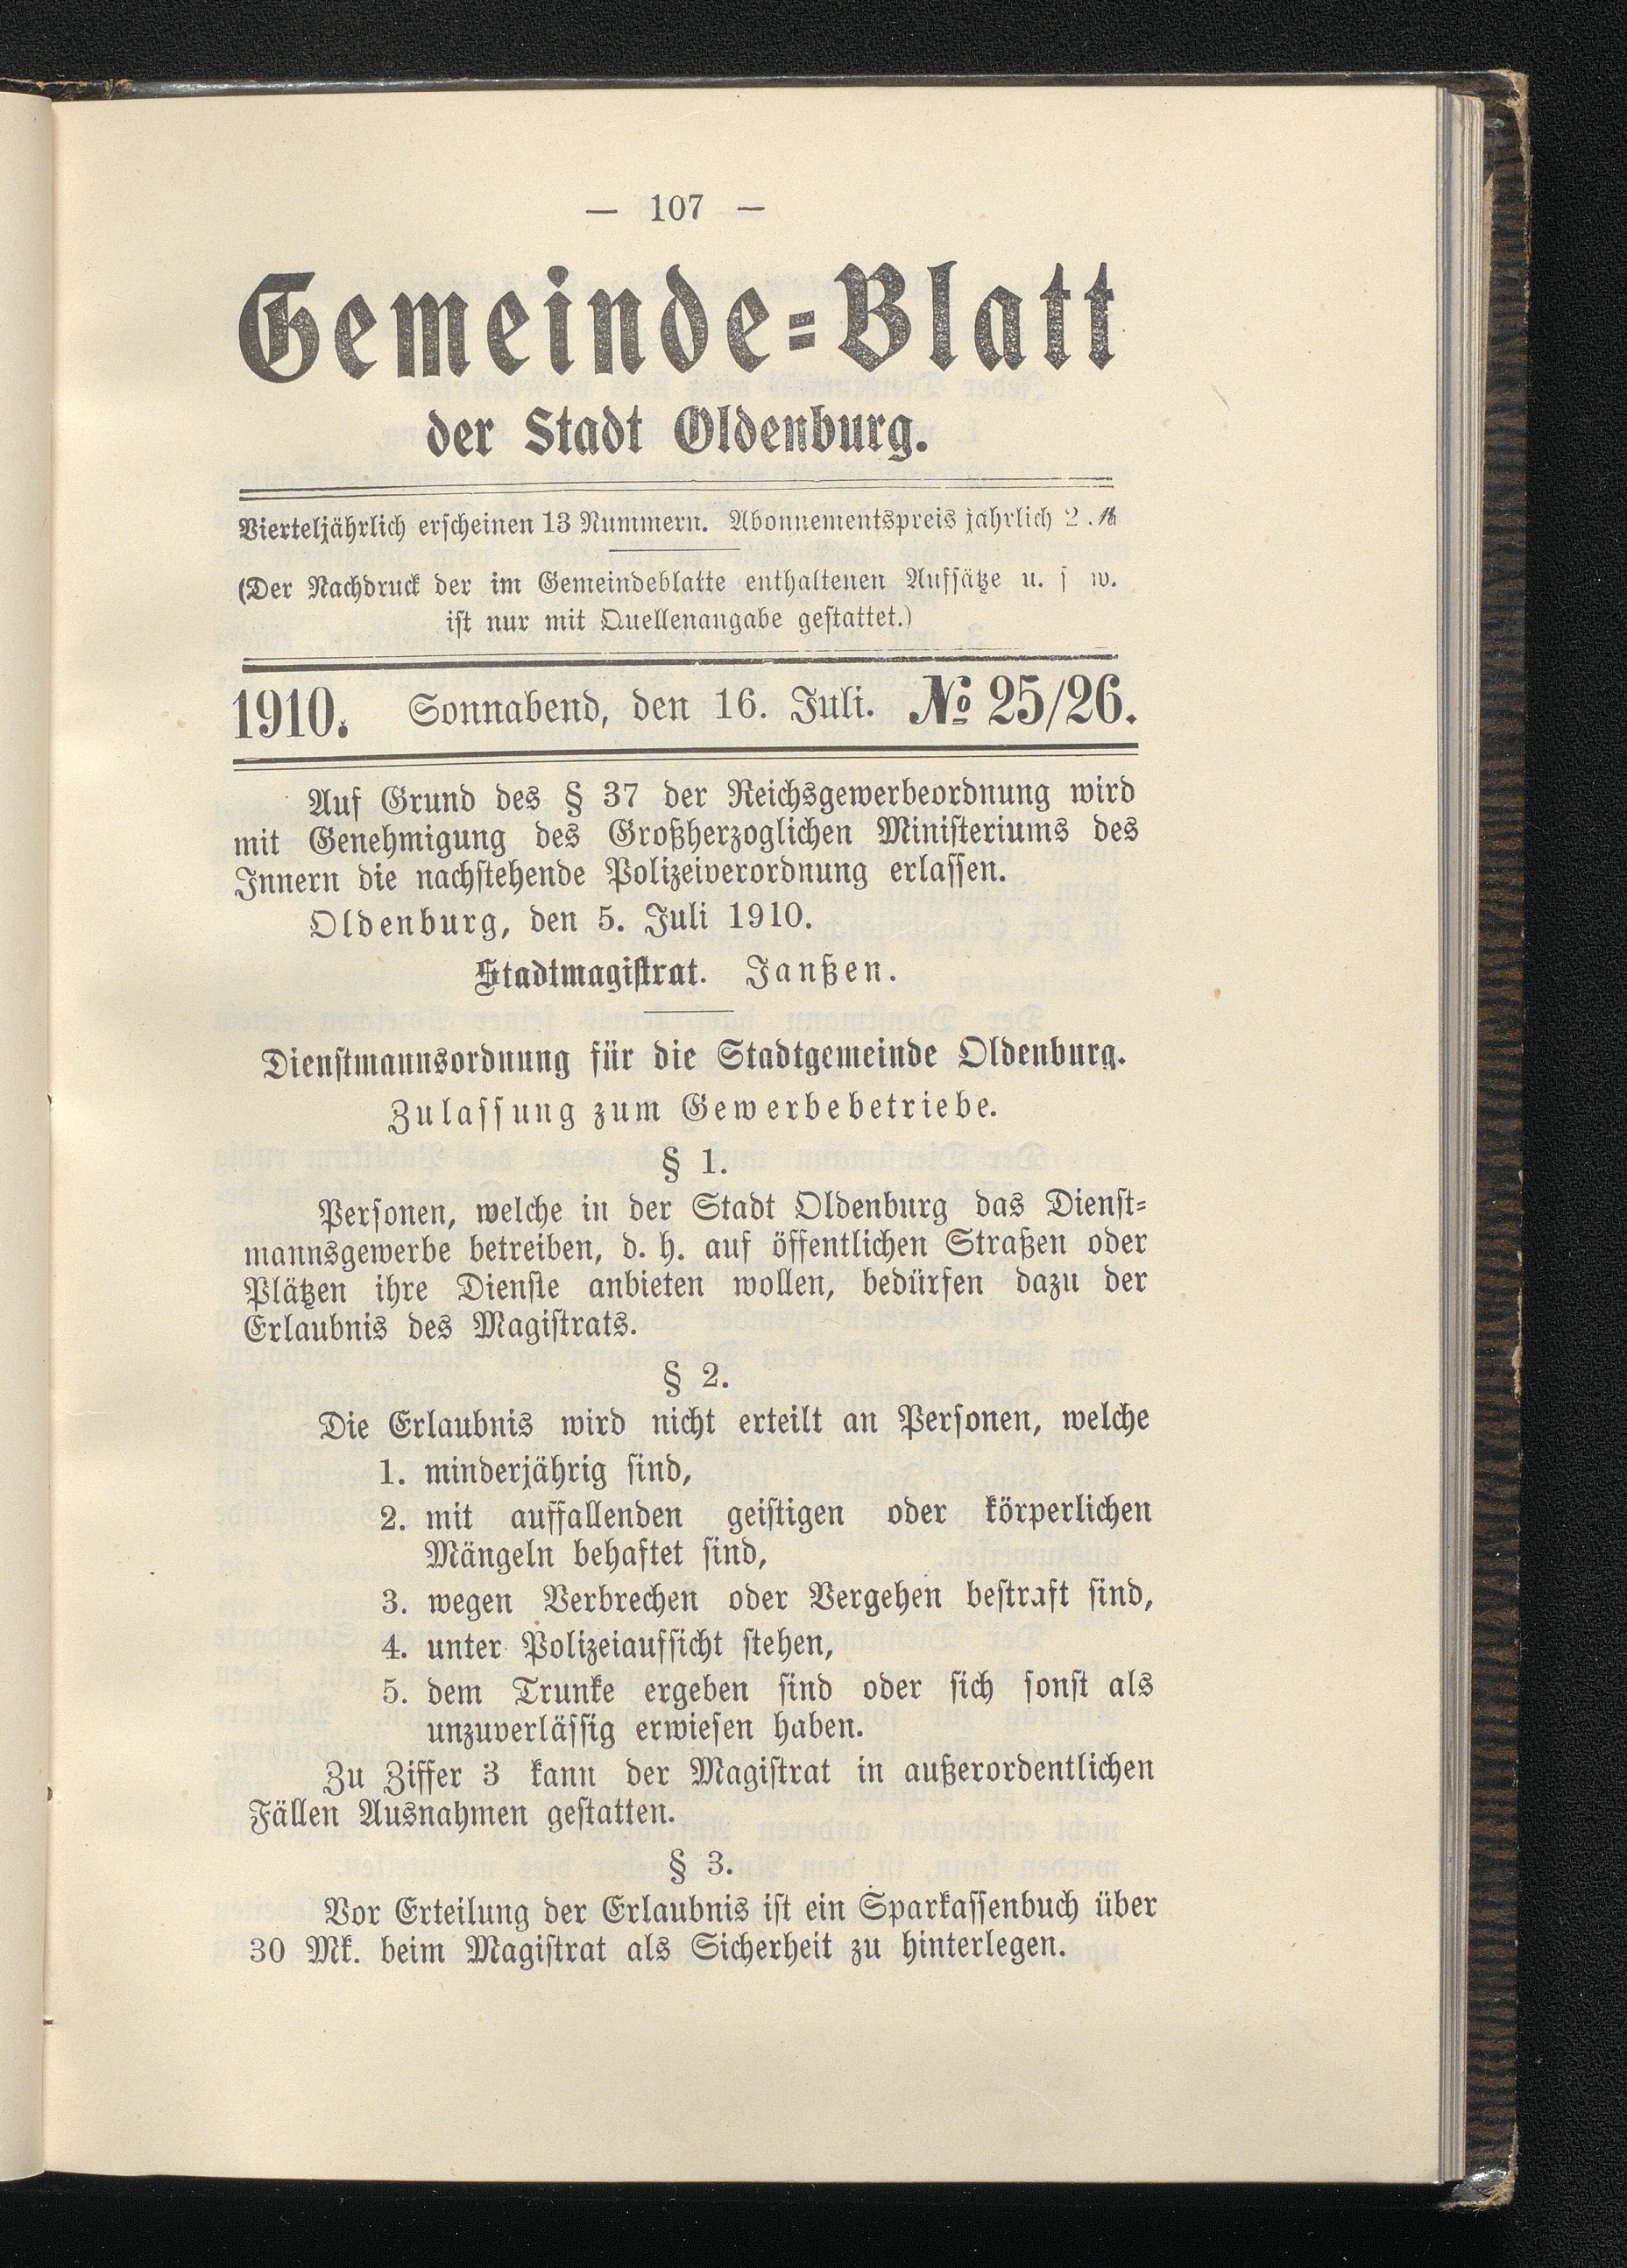 — 107 —
Gemeinde=Blatt
der Stadt Oldenburg.
Vierteljährlich erscheinen 13 Nummern. Abonnementspreis jährlich 2 ℳ
(Der Nachdruck der im Gemeindeblatte enthaltenen Aufsätze u. s w.
ist nur mit Quellenangabe gestattet.)
1910. Sonnabend, den 16. Juli. № 25/26.
Auf Grund des § 37 der Reichsgewerbeordnung wird
mit Genehmigung des Großherzoglichen Ministeriums des
Innern die nachstehende Polizeiverordnung erlassen.
Oldenburg, den 5. Juli 1910.
Stadtmagistrat. Janßen.
Dienstmannsordnung für die Stadtgemeinde Oldenburg.
Zulassung zum Gewerbebetriebe.
§ 1.
Personen, welche in der Stadt Oldenburg das Dienst=
mannsgewerbe betreiben, d. h. auf öffentlichen Straßen oder
Plätzen ihre Dienste anbieten wollen, bedürfen dazu der
Erlaubnis des Magistrats.
§ 2.
Die Erlaubnis wird nicht erteilt an Personen, welche
1. minderjährig sind,
2. mit auffallenden geistigen oder körperlichen
Mängeln behaftet sind,
3. wegen Verbrechen oder Vergehen bestraft sind,
4. unter Polizeiaufsicht stehen,
5. dem Trunke ergeben sind oder sich sonst als
unzuverlässig erwiesen haben.
Zu Ziffer 3 kann der Magistrat in außerordentlichen
Fällen Ausnahmen gestatten.
§ 3.
Vor Erteilung der Erlaubnis ist ein Sparkassenbuch über
30 Mk. beim Magistrat als Sicherheit zu hinterlegen.